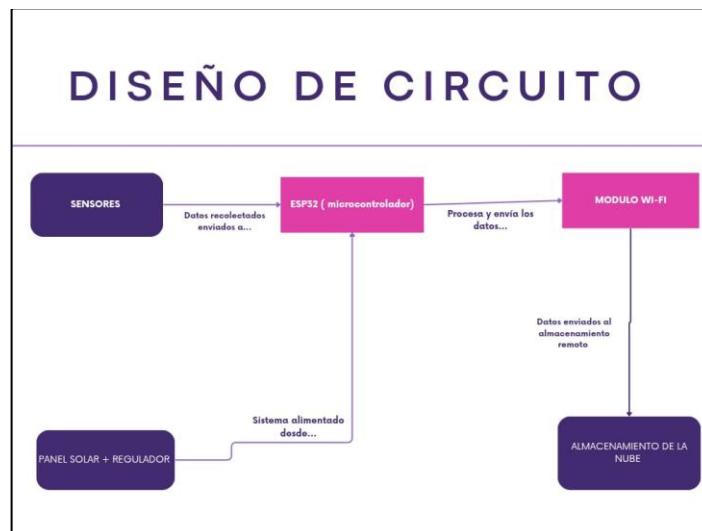 DISEÑO DE CIRCUITO
SENSORES
Datos recolectados
enviados a...
ESP32 ( microcontrolador)
Procesa y envía los
datos...
MODULO WI-FI
Datos enviados al
almacenamiento
remoto
Sistema alimentado
desde...
PANEL SOLAR + REGULADOR
ALMACENAMIENTO DE LA
NUBE